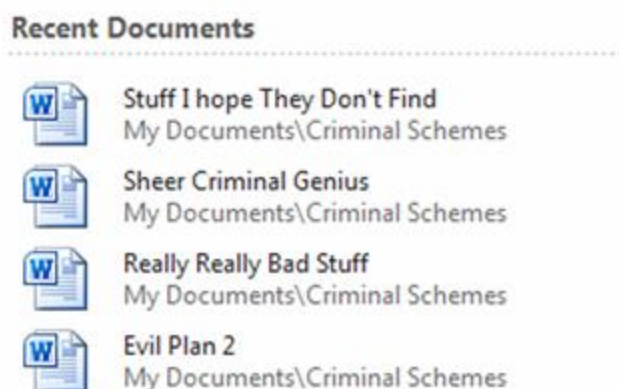 Recent Documents
Stuff I hope They Don't Find
My Documents\Criminal Schemes
Sheer Criminal Genius
My Documents\Criminal Schemes
Really Really Bad Stuff
My Documents\Criminal Schemes
Evil Plan 2
My Documents\Criminal Schemes